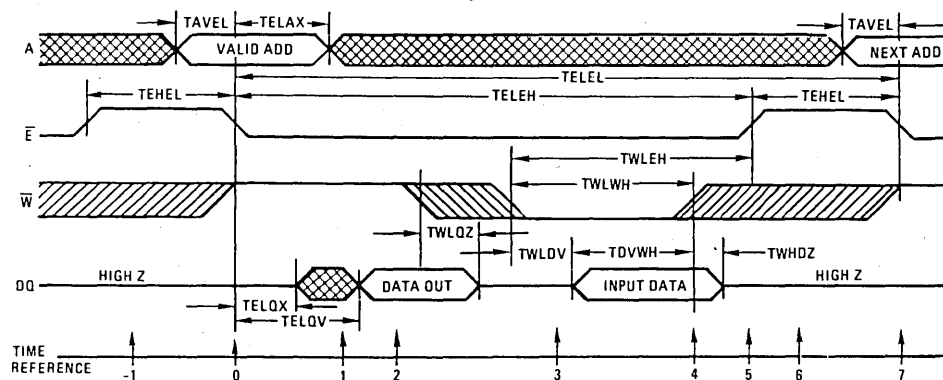 TAVEL TELAX TAVEL
A VALID ADD NEXT ADD
TELEL
TEHEL TELEH TEHEL
E
TWLEH
TWLWH
W
TWLQZ TWLDV TDVWH TWHDZ
DQ HIGH Z DATA OUT INPUT DATA HIGH Z
TELQX
TELQV
TIME
REFERENCE
-1 0 1 2 3 4 5 6 7